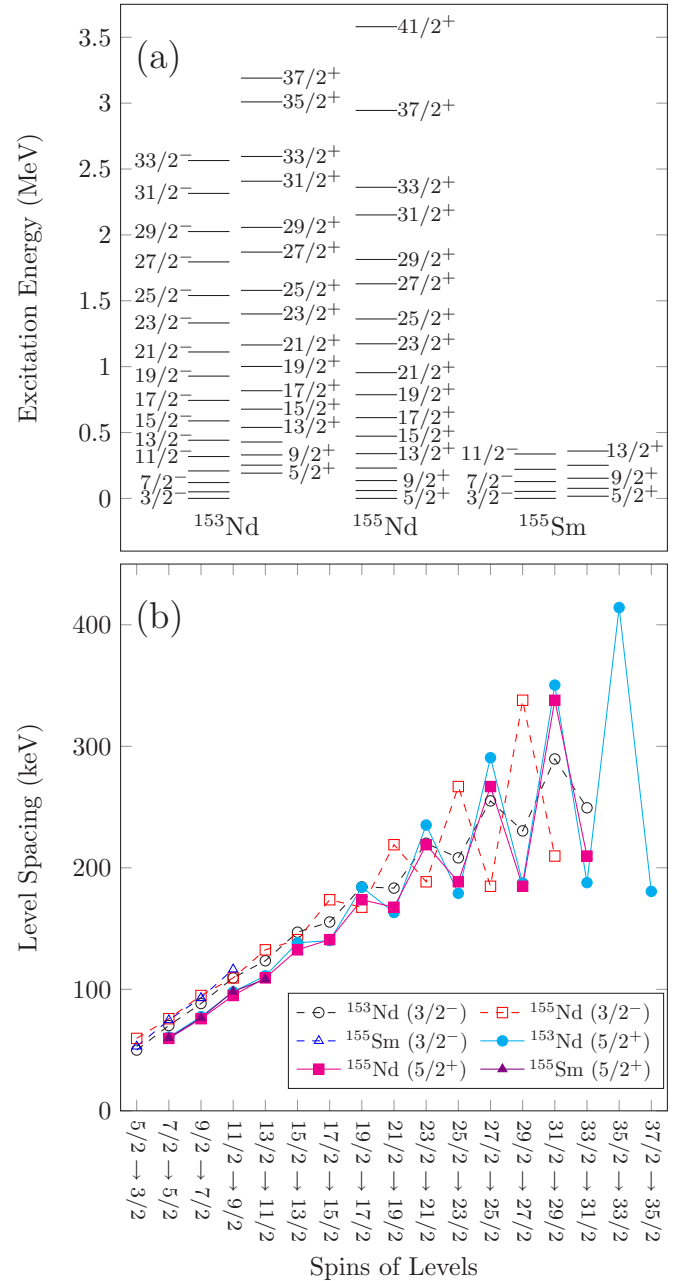 (a)
Excitation Energy (MeV)
3.5
3
2.5
2
1.5
1
0.5
0
33/2⁻
31/2⁻
29/2⁻
27/2⁻
25/2⁻
23/2⁻
21/2⁻
19/2⁻
17/2⁻
15/2⁻
13/2⁻
11/2⁻
7/2⁻
3/2⁻
37/2⁺
35/2⁺
33/2⁺
31/2⁺
29/2⁺
27/2⁺
25/2⁺
23/2⁺
21/2⁺
19/2⁺
17/2⁺
15/2⁺
13/2⁺
9/2⁺
5/2⁺
41/2⁺
37/2⁺
33/2⁺
31/2⁺
29/2⁺
27/2⁺
25/2⁺
23/2⁺
21/2⁺
19/2⁺
17/2⁺
15/2⁺
13/2⁺
9/2⁺
5/2⁺
11/2⁻
7/2⁻
3/2⁻
13/2⁺
9/2⁺
5/2⁺
¹⁵³Nd ¹⁵⁵Nd ¹⁵⁵Sm
(b)
Level Spacing (keV)
400
300
200
100
0
¹⁵³Nd (3/2⁻) ¹⁵⁵Nd (3/2⁻)
¹⁵⁵Sm (3/2⁻) ¹⁵³Nd (5/2⁺)
¹⁵⁵Nd (5/2⁺) ¹⁵⁵Sm (5/2⁺)
5/2 → 3/2
7/2 → 5/2
9/2 → 7/2
11/2 → 9/2
13/2 → 11/2
15/2 → 13/2
17/2 → 15/2
19/2 → 17/2
21/2 → 19/2
23/2 → 21/2
25/2 → 23/2
27/2 → 25/2
29/2 → 27/2
31/2 → 29/2
33/2 → 31/2
35/2 → 33/2
37/2 → 35/2
Spins of Levels